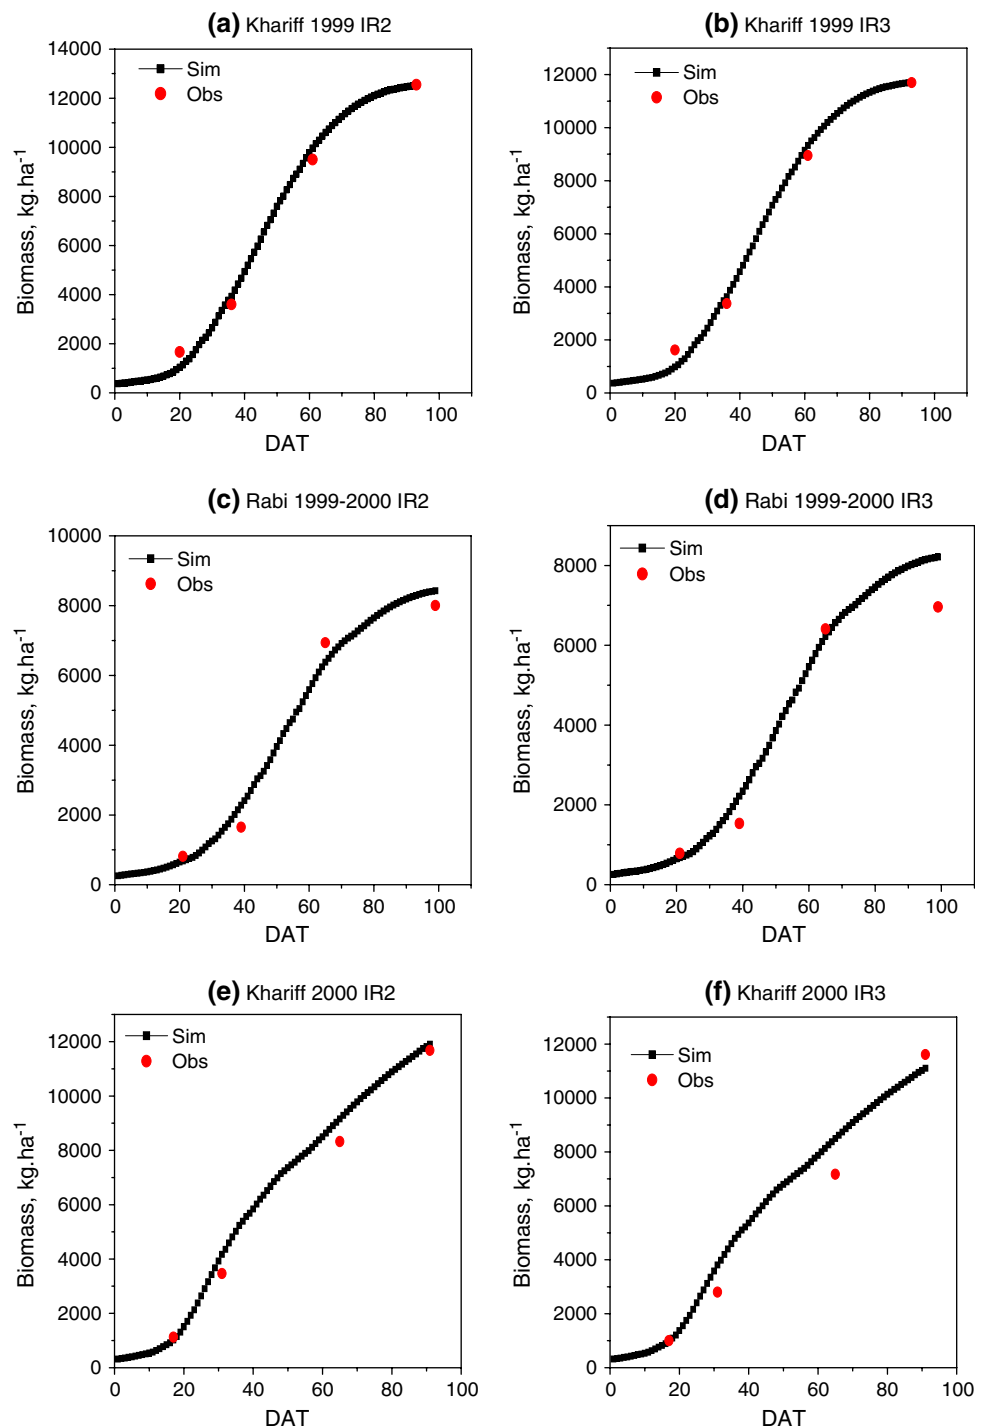 (a) Khariff 1999 IR2
14000
12000
10000
8000
6000
4000
2000
0
Biomass, kg.ha-1
Sim
Obs
0 20 40 60 80 100
DAT
(b) Khariff 1999 IR3
12000
10000
8000
6000
4000
2000
0
Biomass, kg.ha-1
Sim
Obs
0 20 40 60 80 100
DAT
(c) Rabi 1999-2000 IR2
10000
8000
6000
4000
2000
0
Biomass, kg.ha-1
Sim
Obs
0 20 40 60 80 100
DAT
(d) Rabi 1999-2000 IR3
8000
6000
4000
2000
0
Biomass, kg.ha-1
Sim
Obs
0 20 40 60 80 100
DAT
(e) Khariff 2000 IR2
12000
10000
8000
6000
4000
2000
0
Biomass, kg.ha-1
Sim
Obs
0 20 40 60 80 100
DAT
(f) Khariff 2000 IR3
12000
10000
8000
6000
4000
2000
0
Biomass, kg.ha-1
Sim
Obs
0 20 40 60 80 100
DAT